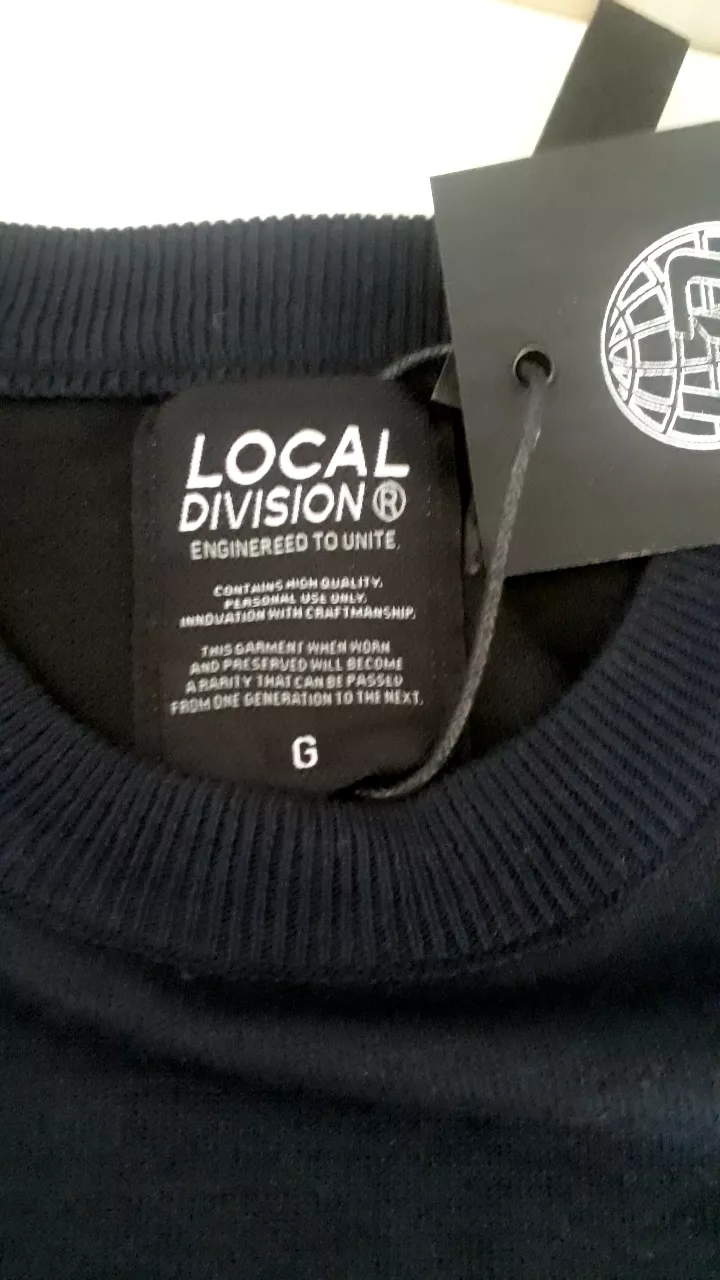 LOCAL
DIVISION ®
ENGINEREED TO UNITE.
CONTAINS HIGH QUALITY,
PERSONAL USE ONLY.
INNOVATION WITH CRAFTMANSHIP.
THIS GARMENT WHEN WORN
AND PRESERVED WILL BECOME
A RARITY THAT CAN BE PASSED
FROM ONE GENERATION TO THE NEXT.
G